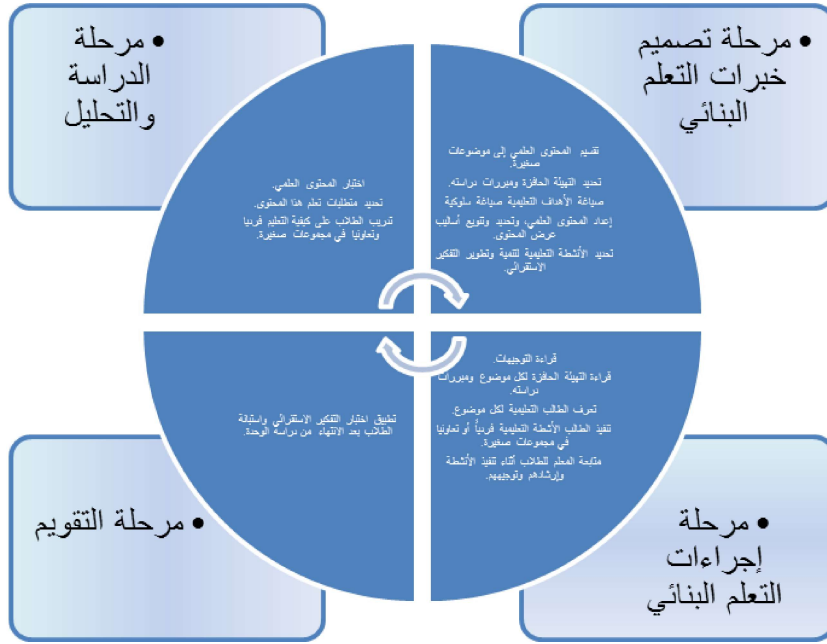 • مرحلة تصميم
خبرات التعلم
البنائي
تقسيم المحتوى العلمي إلى موضوعات
صغيرة.
تحديد التهيئة الحافزة ومبررات دراسته.
صياغة الأهداف التعليمية صياغة سلوكية
إعداد المحتوى العلمي، وتحديد وتنويع أساليب
عرض المحتوى.
تحديد الأنشطة التعليمية لتنمية وتطوير التفكير
الاستقرائي.
• مرحلة
الدراسة
والتحليل
اختبار المحتوى العلمي.
تحديد متطلبات تعلم هذا المحتوى.
تدريب الطلاب على كيفية التعليم فرديا
وتعاونيا في مجموعات صغيرة.
• مرحلة
إجراءات
التعلم البنائي
قراءة التوجيهات.
قراءة التهيئة الحافزة لكل موضوع ومبررات
دراسته.
تعرف الطالب التعليمية لكل موضوع.
تنفيذ الطالب الأنشطة التعليمية فردياً أو تعاونيا
في مجموعات صغيرة.
متابعة المعلم للطلاب أثناء تنفيذ الأنشطة
وإرشادهم وتوجيههم.
• مرحلة التقويم
تطبيق اختبار التفكير الاستقرائي واستبانة
الطلاب بعد الانتهاء من دراسة الوحدة.